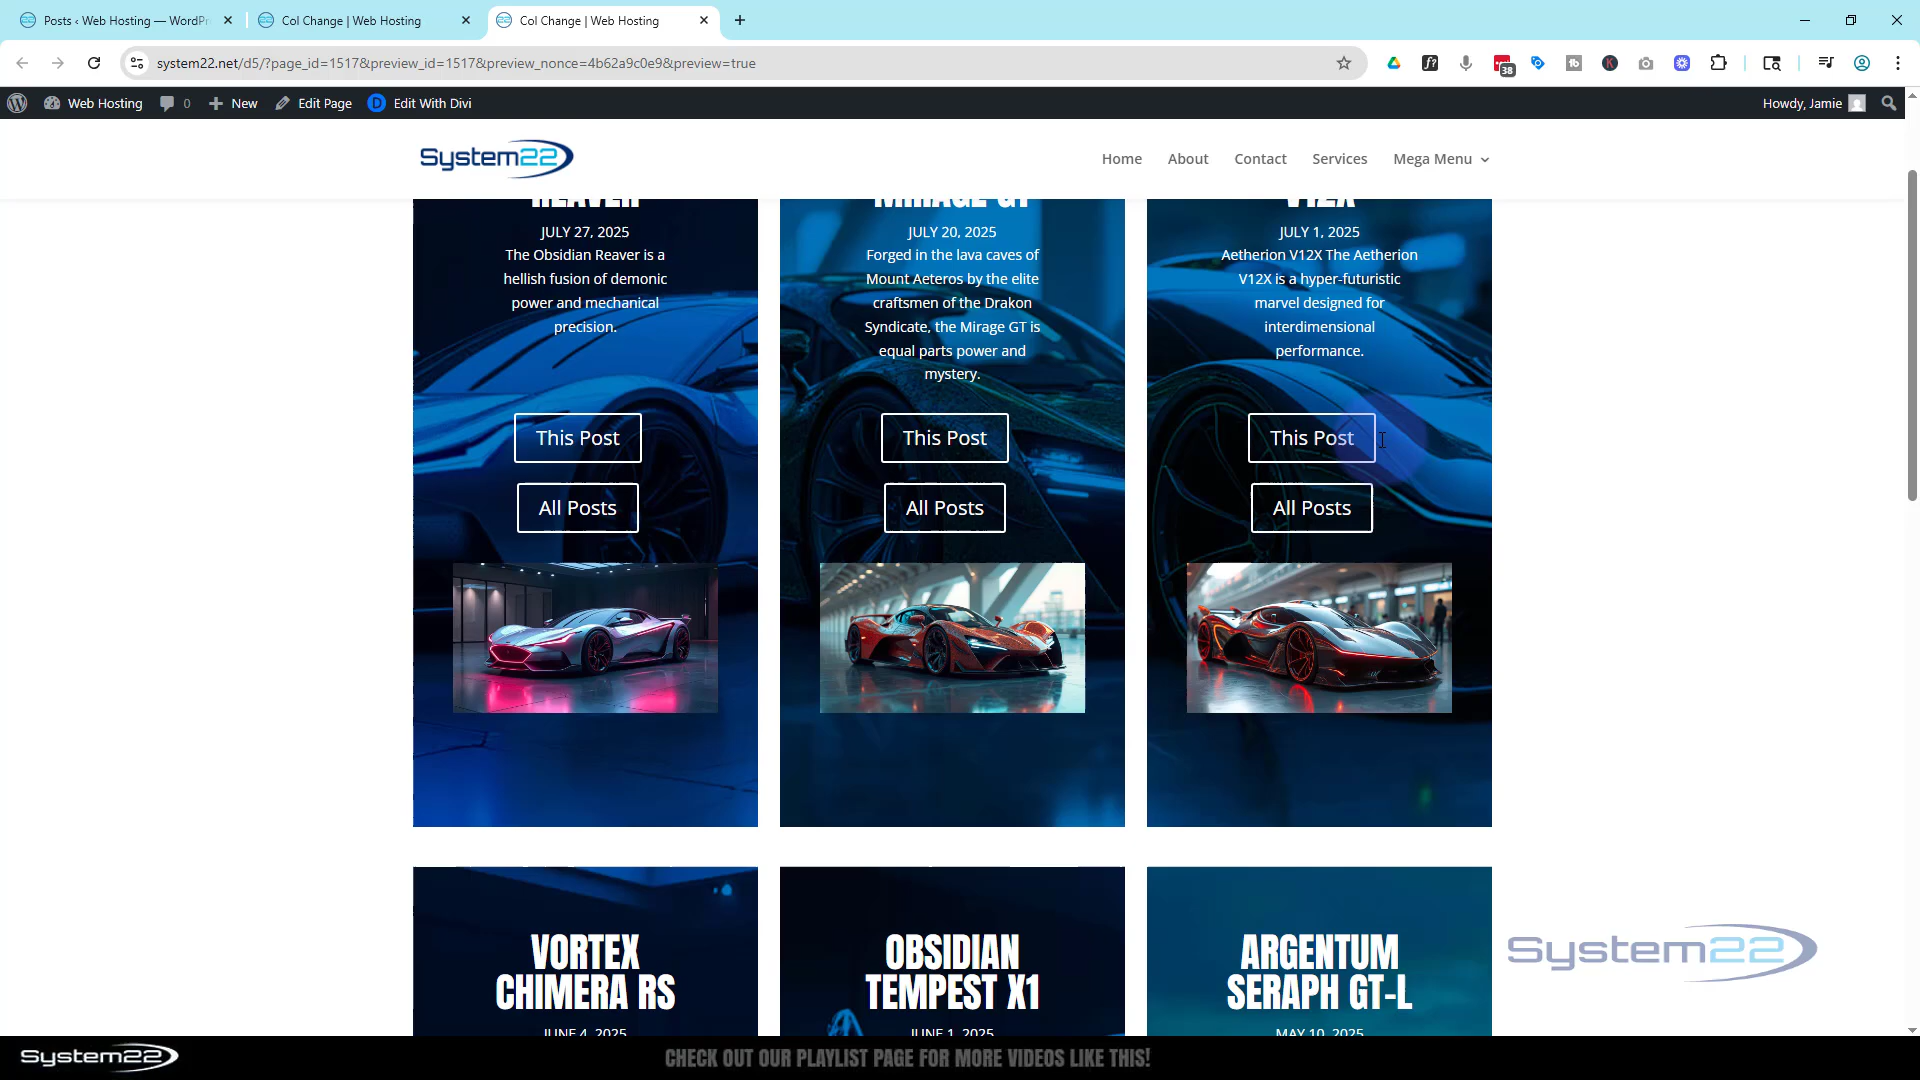 Posts ‹ Web Hosting — WordPr
Col Change | Web Hosting
Col Change | Web Hosting
system22.net/d5/?page_id=1517&preview_id=1517&preview_nonce=4b62a9c0e9&preview=true
38
Web Hosting
0
New
Edit Page
D
Edit With Divi
Howdy, Jamie
System22
Home
About
Contact
Services
Mega Menu
REAVER
JULY 27, 2025
The Obsidian Reaver is a
hellish fusion of demonic
power and mechanical
precision.
This Post
All Posts
MIRAGE GT
JULY 20, 2025
Forged in the lava caves of
Mount Aeteros by the elite
craftsmen of the Drakon
Syndicate, the Mirage GT is
equal parts power and
mystery.
This Post
All Posts
V12X
JULY 1, 2025
Aetherion V12X The Aetherion
V12X is a hyper-futuristic
marvel designed for
interdimensional
performance.
This Post
All Posts
VORTEX
CHIMERA RS
JUNE 4, 2025
OBSIDIAN
TEMPEST X1
JUNE 1, 2025
ARGENTUM
SERAPH GT-L
MAY 10, 2025
System22
System22
CHECK OUT OUR PLAYLIST PAGE FOR MORE VIDEOS LIKE THIS!